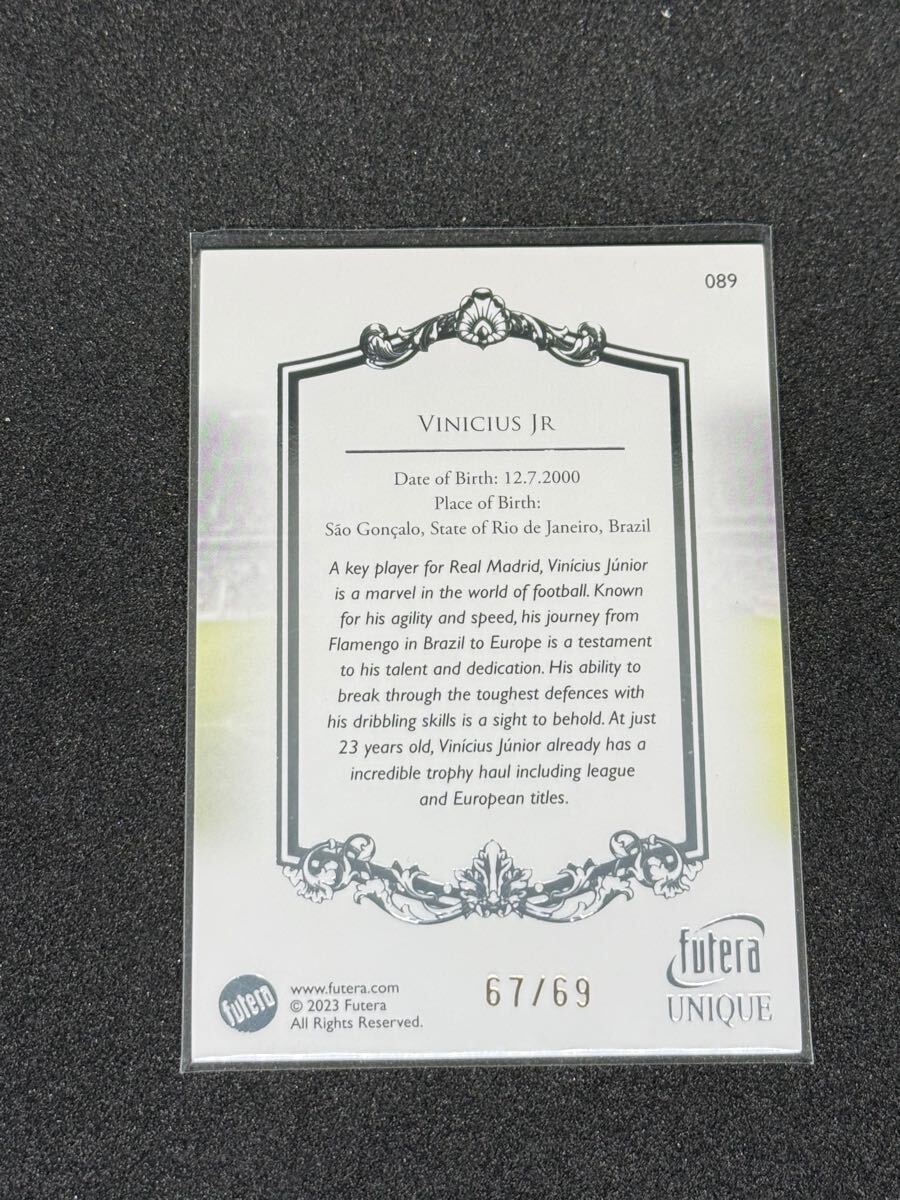 089
VINICIUS JR
Date of Birth: 12.7.2000
Place of Birth:
São Gonçalo, State of Rio de Janeiro, Brazil
A key player for Real Madrid, Vinícius Júnior
is a marvel in the world of football. Known
for his agility and speed, his journey from
Flamengo in Brazil to Europe is a testament
to his talent and dedication. His ability to
break through the toughest defences with
his dribbling skills is a sight to behold. At just
23 years old, Vinícius Júnior already has a
incredible trophy haul including league
and European titles.
futera
www.futera.com
© 2023 Futera
All Rights Reserved.
67/69
futera
UNIQUE